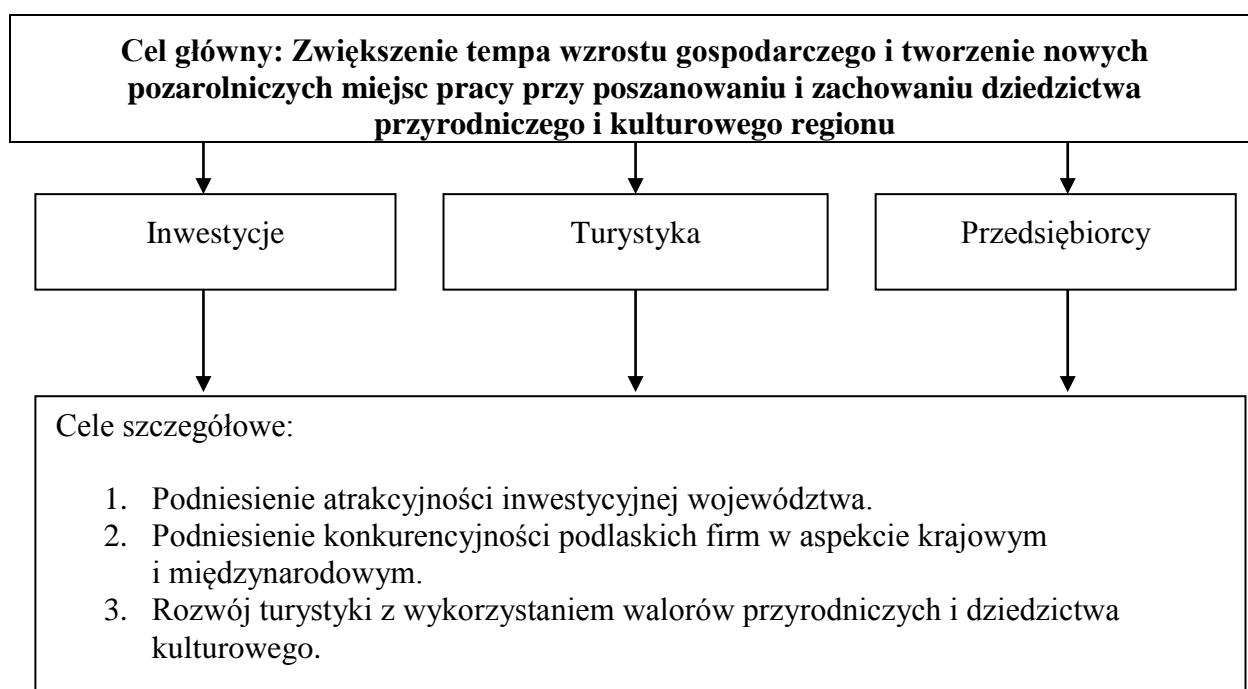 Cel główny: Zwiększenie tempa wzrostu gospodarczego i tworzenie nowych
pozarolniczych miejsc pracy przy poszanowaniu i zachowaniu dziedzictwa
przyrodniczego i kulturowego regionu
Inwestycje
Turystyka
Przedsiębiorcy
Cele szczegółowe:
1. Podniesienie atrakcyjności inwestycyjnej województwa.
2. Podniesienie konkurencyjności podlaskich firm w aspekcie krajowym
i międzynarodowym.
3. Rozwój turystyki z wykorzystaniem walorów przyrodniczych i dziedzictwa
kulturowego.